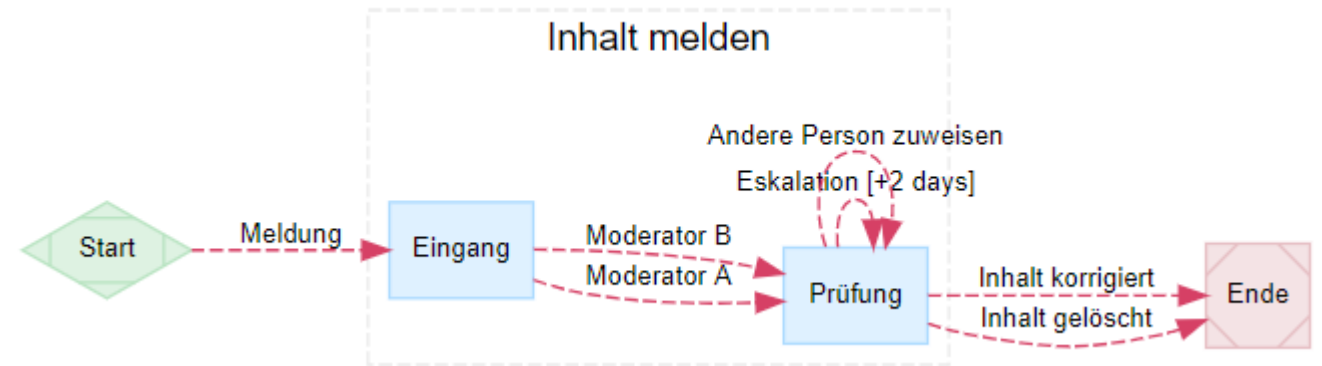 Inhalt melden
Andere Person zuweisen
Eskalation [+2 days]
Start
Meldung
Eingang
Moderator B
Moderator A
Prüfung
Inhalt korrigiert
Inhalt gelöscht
Ende